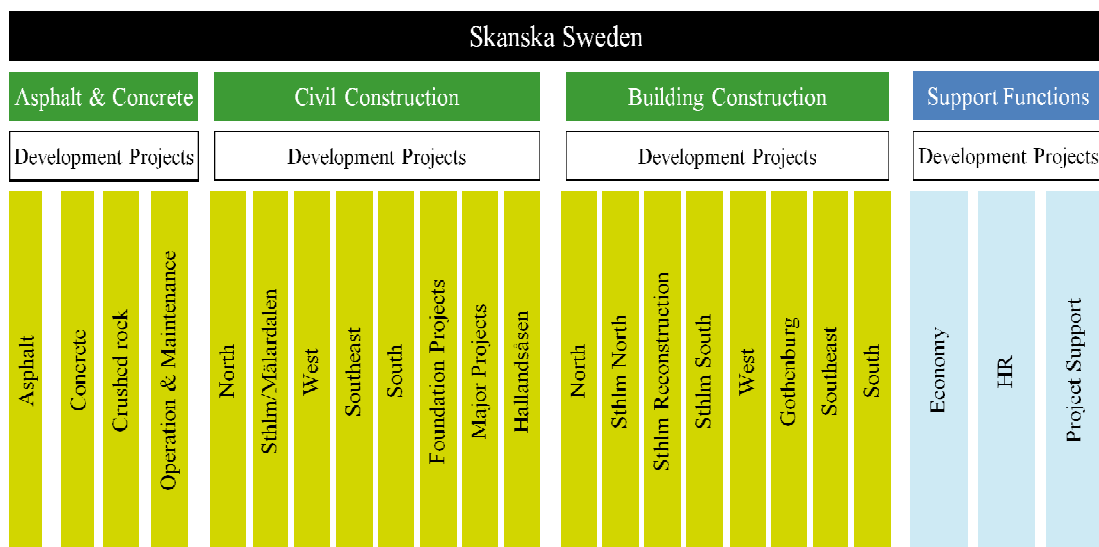 Skanska Sweden
Asphalt & Concrete
Civil Construction
Building Construction
Support Functions
Development Projects
Development Projects
Development Projects
Development Projects
Asphalt
Concrete
Crushed rock
Operation & Maintenance
North
Sthlm/Mälardalen
West
Southeast
South
Foundation Projects
Major Projects
Hallandsåsen
North
Sthlm North
Sthlm Reconstruction
Sthlm South
West
Gothenburg
Southeast
South
Economy
HR
Project Support